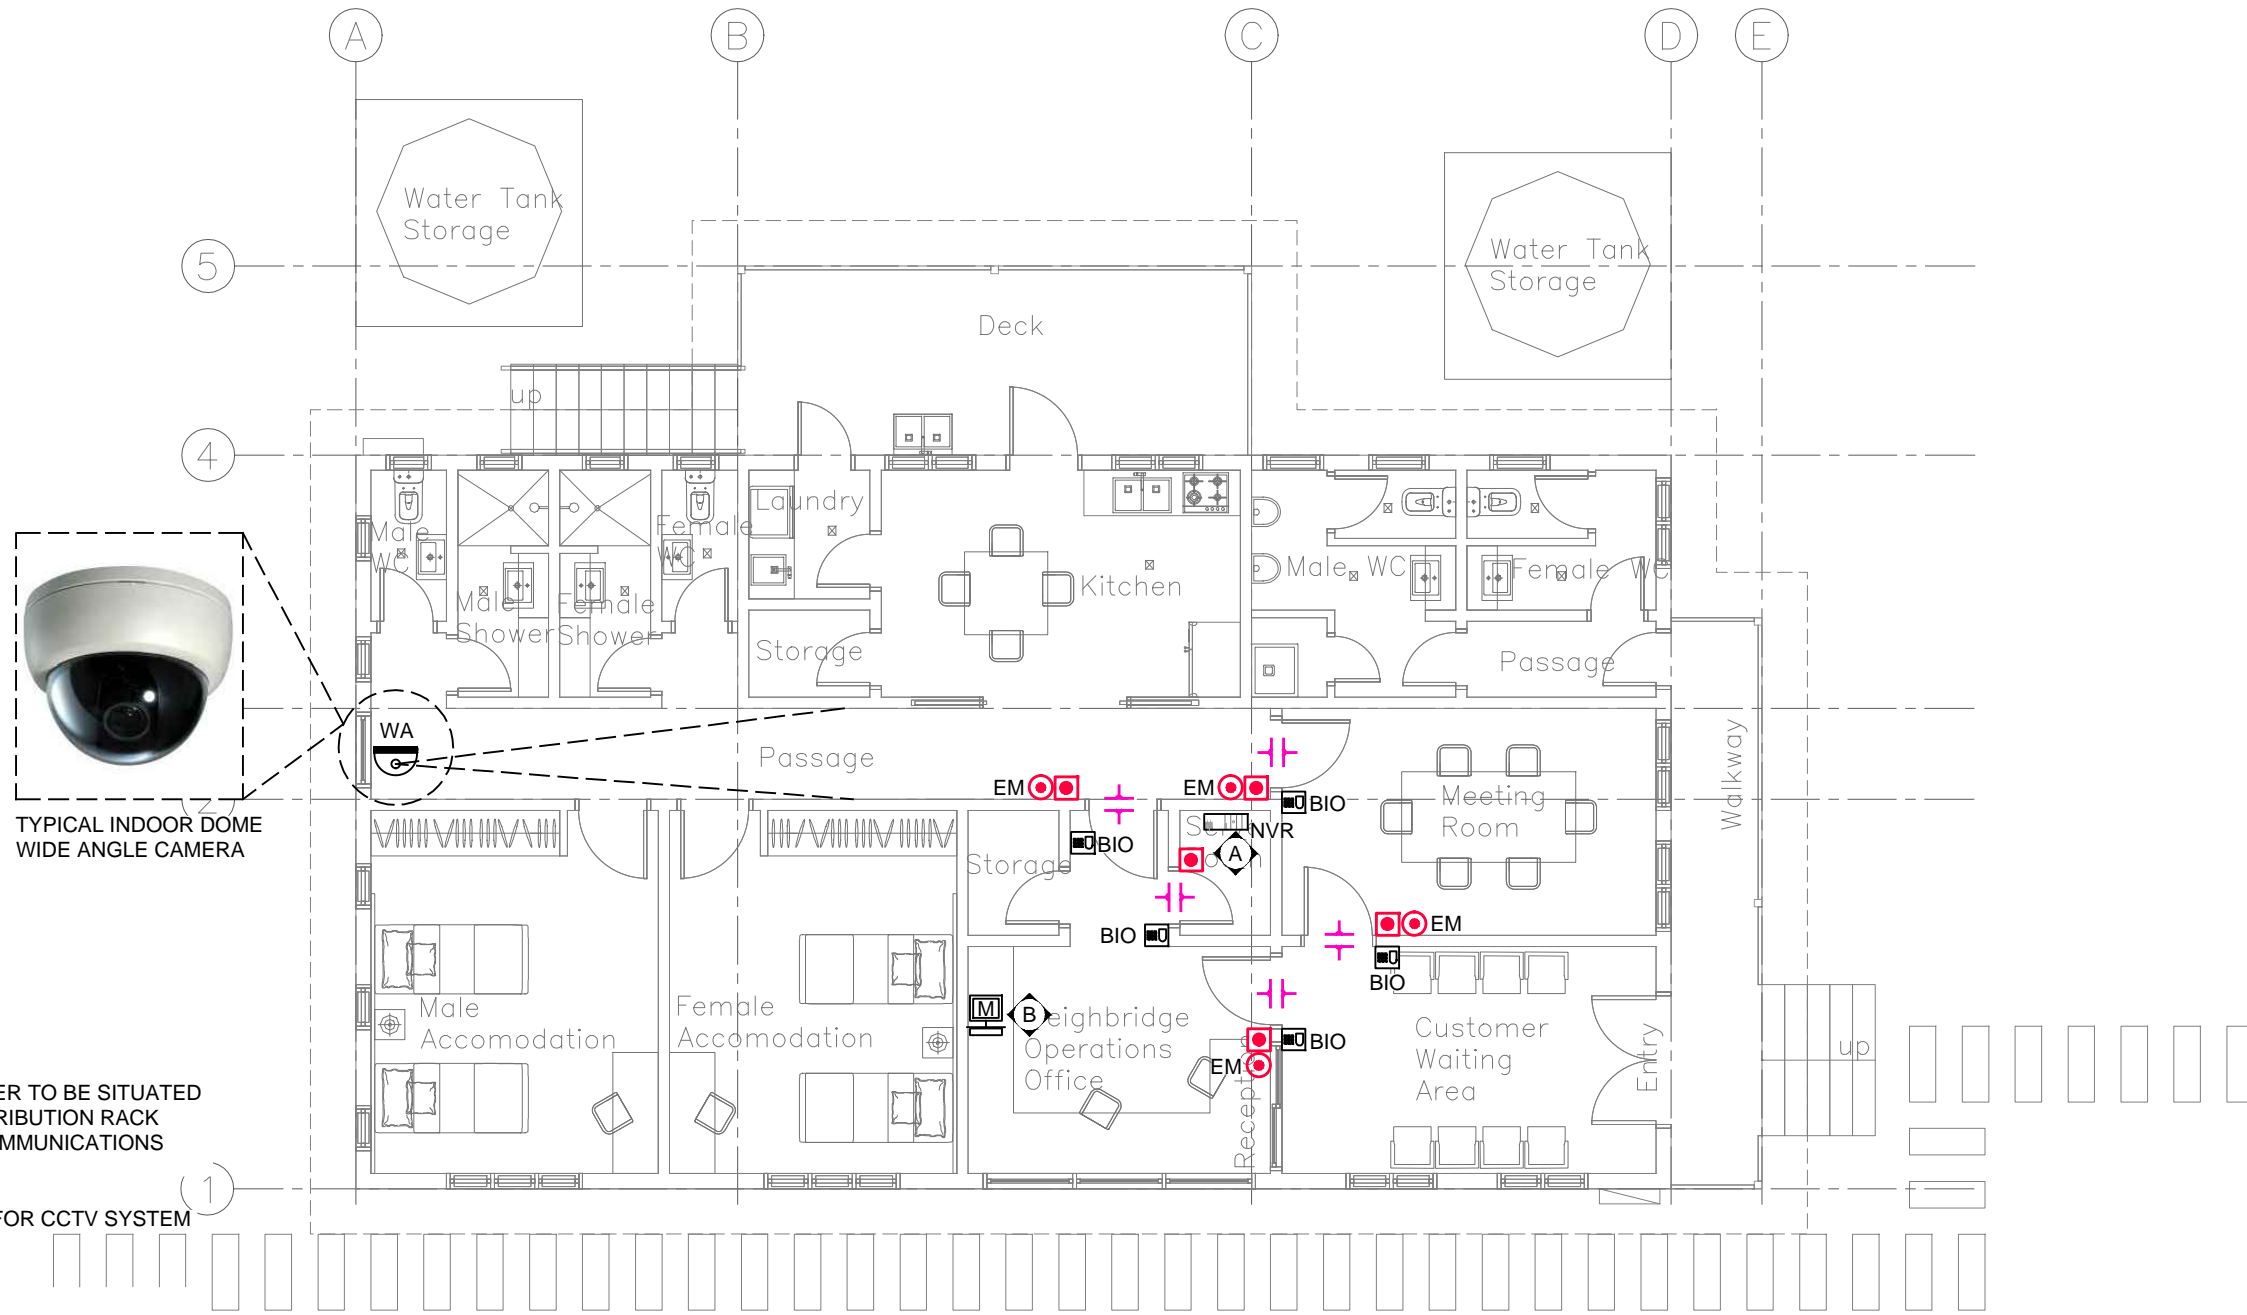 A
B
C
D
E
Water Tank
Storage
Water Tank
Storage
5
Deck
up
4
Laundry
Male
WC
Female
WC
Kitchen
Male WC
Female WC
Male
Shower
Female
Shower
Storage
Passage
WA
Passage
Walkway
EM
EM
2
Meeting
Room
BIO
NVR
TYPICAL INDOOR DOME
WIDE ANGLE CAMERA
BIO
A
Storage
EM
BIO
BIO
Male
Accomodation
Female
Accomodation
M
B
eighbridge
Operations
Office
Customer
Waiting
Area
BIO
EM
Reception
Entry
up
ER TO BE SITUATED
RIBUTION RACK
MMUNICATIONS
1
FOR CCTV SYSTEM